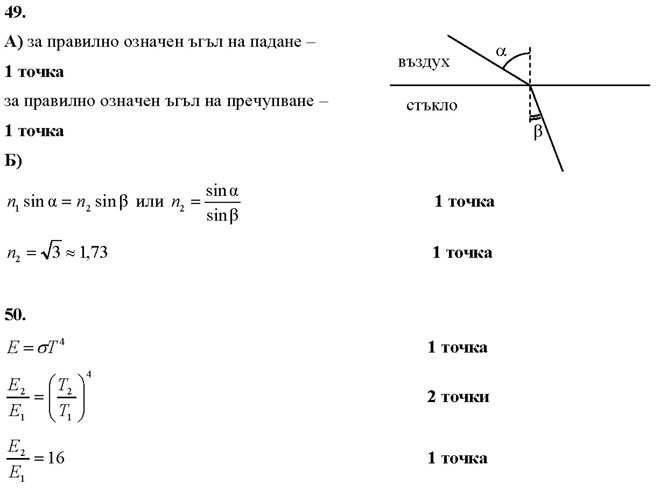 49.
А) за правилно означен ъгъл на падане –
1 точка
за правилно означен ъгъл на пречупване –
1 точка
въздух
α
стъкло
β
Б)
n₁ sin α = n₂ sin β или n₂ = sin α / sin β 1 точка
n₂ = √3 ≈ 1,73 1 точка
50.
E = σT⁴ 1 точка
E₂/E₁ = (T₂/T₁)⁴ 2 точки
E₂/E₁ = 16 1 точка